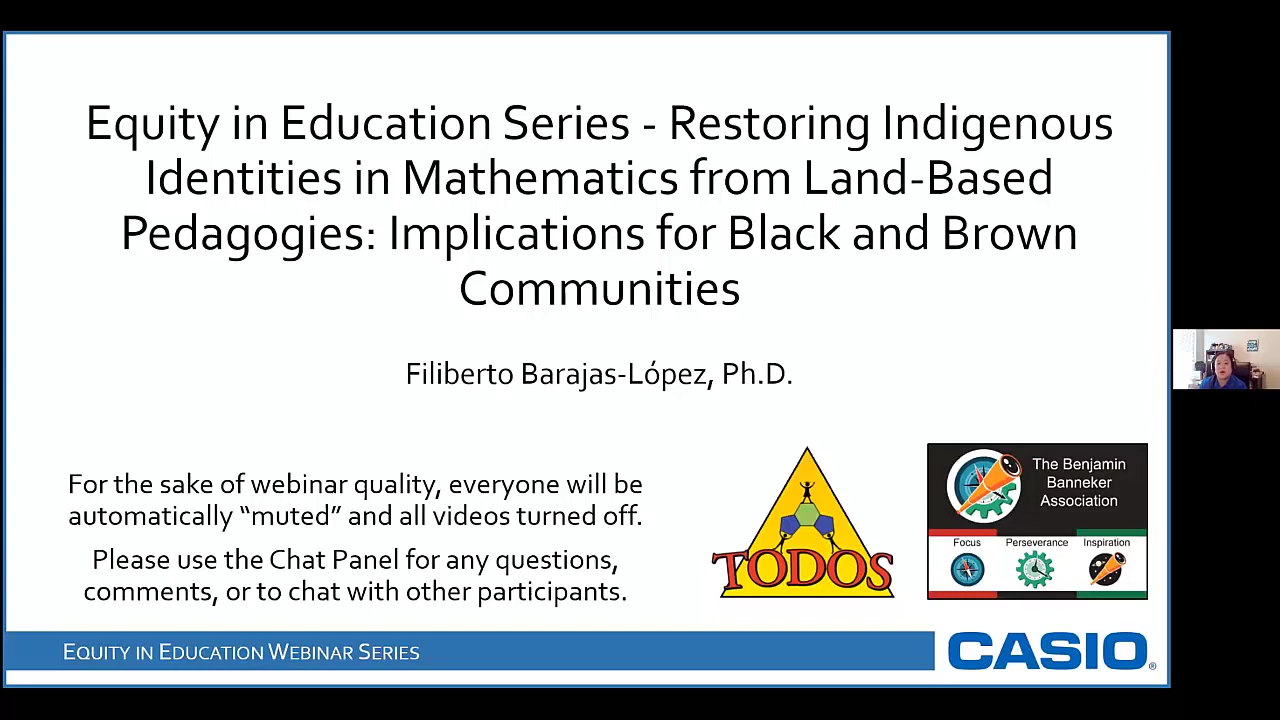 Equity in Education Series - Restoring Indigenous
Identities in Mathematics from Land-Based
Pedagogies: Implications for Black and Brown
Communities
Filiberto Barajas-López, Ph.D.
For the sake of webinar quality, everyone will be
automatically “muted” and all videos turned off.
Please use the Chat Panel for any questions,
comments, or to chat with other participants.
TODOS
The Benjamin
Banneker
Association
Focus Perseverance Inspiration
EQUITY IN EDUCATION WEBINAR SERIES
CASIO®